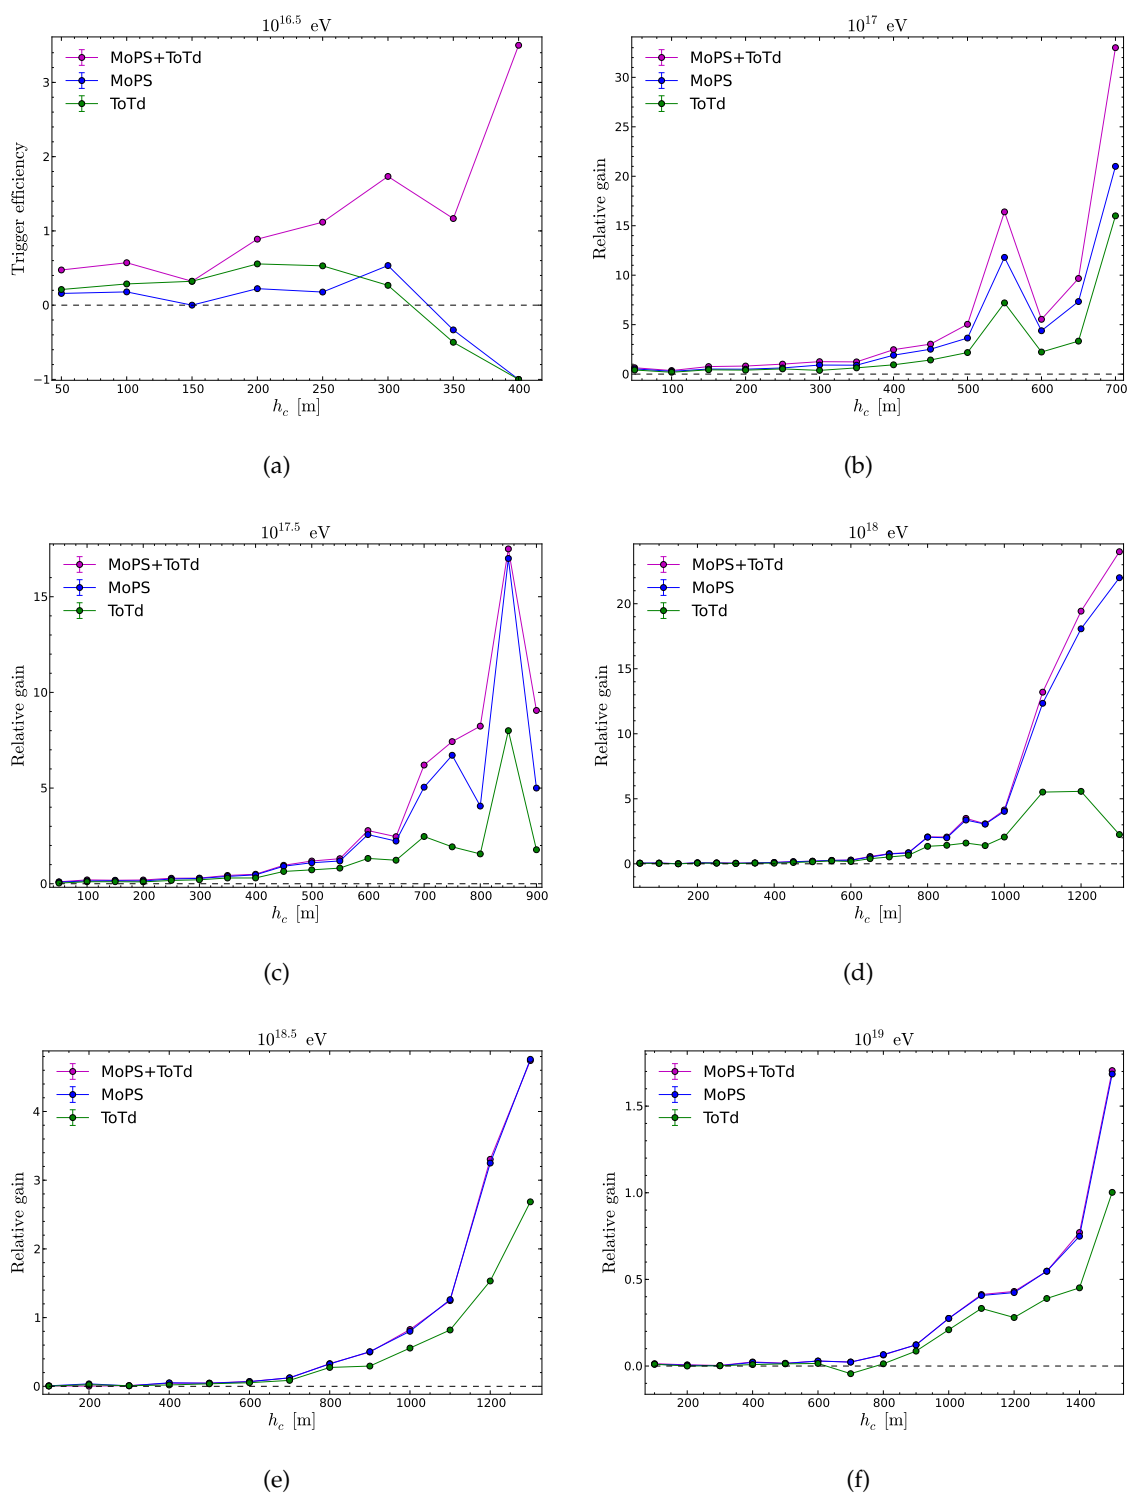 10^16.5 eV
MoPS+ToTd
MoPS
ToTd
Trigger efficiency
3
2
1
0
−1
50 100 150 200 250 300 350 400
h_c [m]
(a)
10^17 eV
MoPS+ToTd
MoPS
ToTd
Relative gain
30
25
20
15
10
5
0
100 200 300 400 500 600 700
h_c [m]
(b)
10^17.5 eV
MoPS+ToTd
MoPS
ToTd
Relative gain
15
10
5
0
100 200 300 400 500 600 700 800 900
h_c [m]
(c)
10^18 eV
MoPS+ToTd
MoPS
ToTd
Relative gain
20
15
10
5
0
200 400 600 800 1000 1200
h_c [m]
(d)
10^18.5 eV
MoPS+ToTd
MoPS
ToTd
Relative gain
4
3
2
1
0
200 400 600 800 1000 1200
h_c [m]
(e)
10^19 eV
MoPS+ToTd
MoPS
ToTd
Relative gain
1.5
1.0
0.5
0.0
200 400 600 800 1000 1200 1400
h_c [m]
(f)